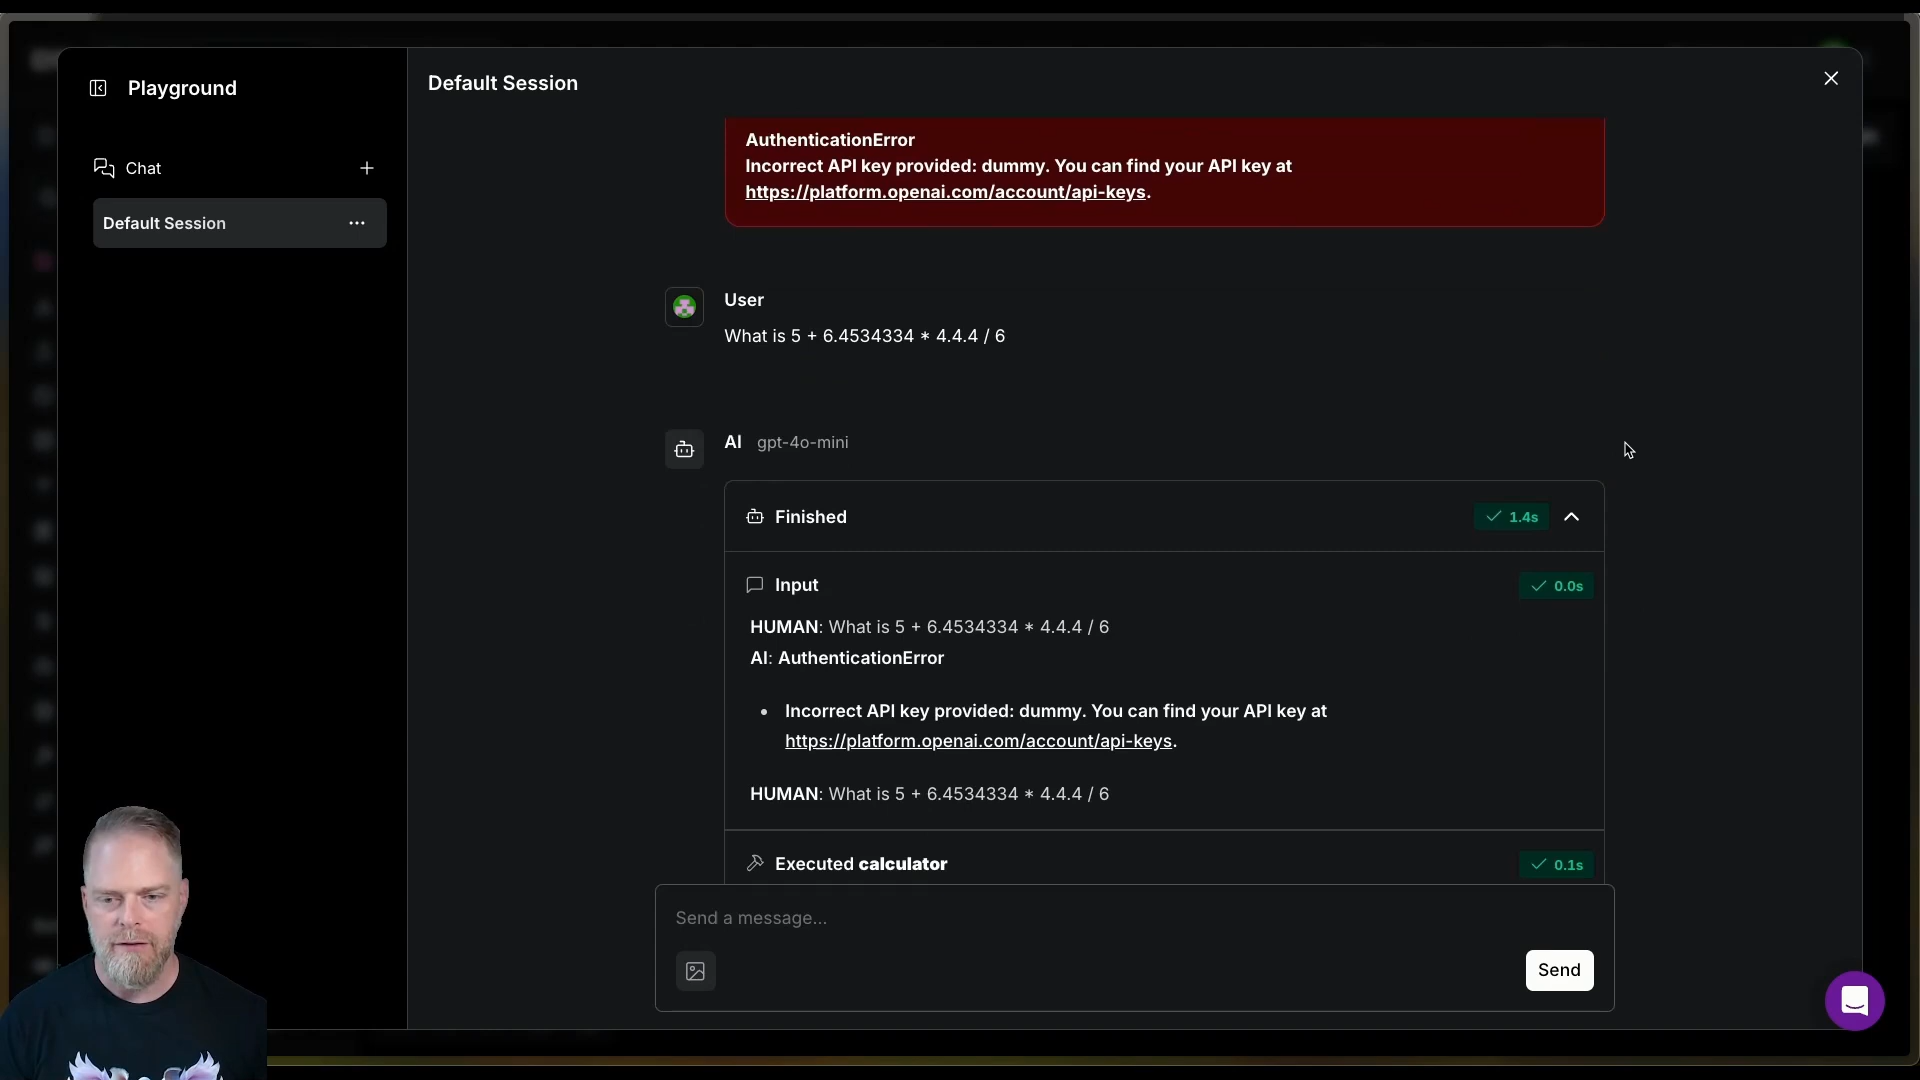 Playground
Default Session
Chat
Default Session
AuthenticationError
Incorrect API key provided: dummy. You can find your API key at
https://platform.openai.com/account/api-keys.
User
What is 5 + 6.4534334 * 4.4.4 / 6
AI gpt-4o-mini
Finished
1.4s
Input
0.0s
HUMAN: What is 5 + 6.4534334 * 4.4.4 / 6
AI: AuthenticationError
• Incorrect API key provided: dummy. You can find your API key at
https://platform.openai.com/account/api-keys.
HUMAN: What is 5 + 6.4534334 * 4.4.4 / 6
Executed calculator
0.1s
Send a message...
Send